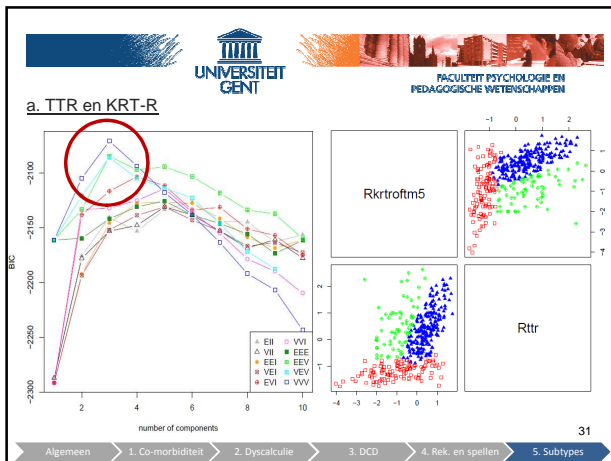 UNIVERSITEIT
GENT
FACULTEIT PSYCHOLOGIE EN
PEDAGOGISCHE WETENSCHAPPEN
a. TTR en KRT-R
BIC
−2100
−2150
−2200
−2250
−2300
2 4 6 8 10
number of components
EII
VII
EEI
VEI
EVI
VVI
EEE
EEV
VEV
VVV
−1 0 1 2
Rkrtroftm5
1
0
−1
−2
−3
−4
2
1
0
−1
Rttr
−4 −3 −2 −1 0 1
31
Algemeen
1. Co-morbiditeit
2. Dyscalculie
3. DCD
4. Rek. en spellen
5. Subtypes